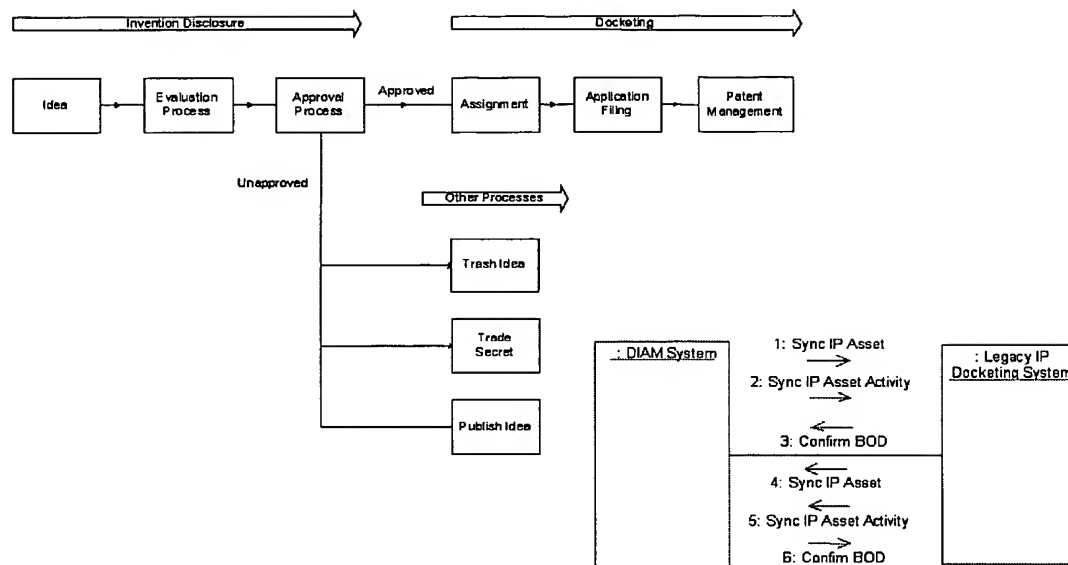 Invention Disclosure
Docketing
Idea
Evaluation
Process
Approval
Process
Approved
Assignment
Application
Filing
Patent
Management
Unapproved
Other Processes
Trash Idea
Trade
Secret
Publish Idea
: DIAM System
1: Sync IP Asset
2: Sync IP Asset Activity
3: Confirm BOD
4: Sync IP Asset
5: Sync IP Asset Activity
6: Confirm BOD
: Legacy IP
Docketing System